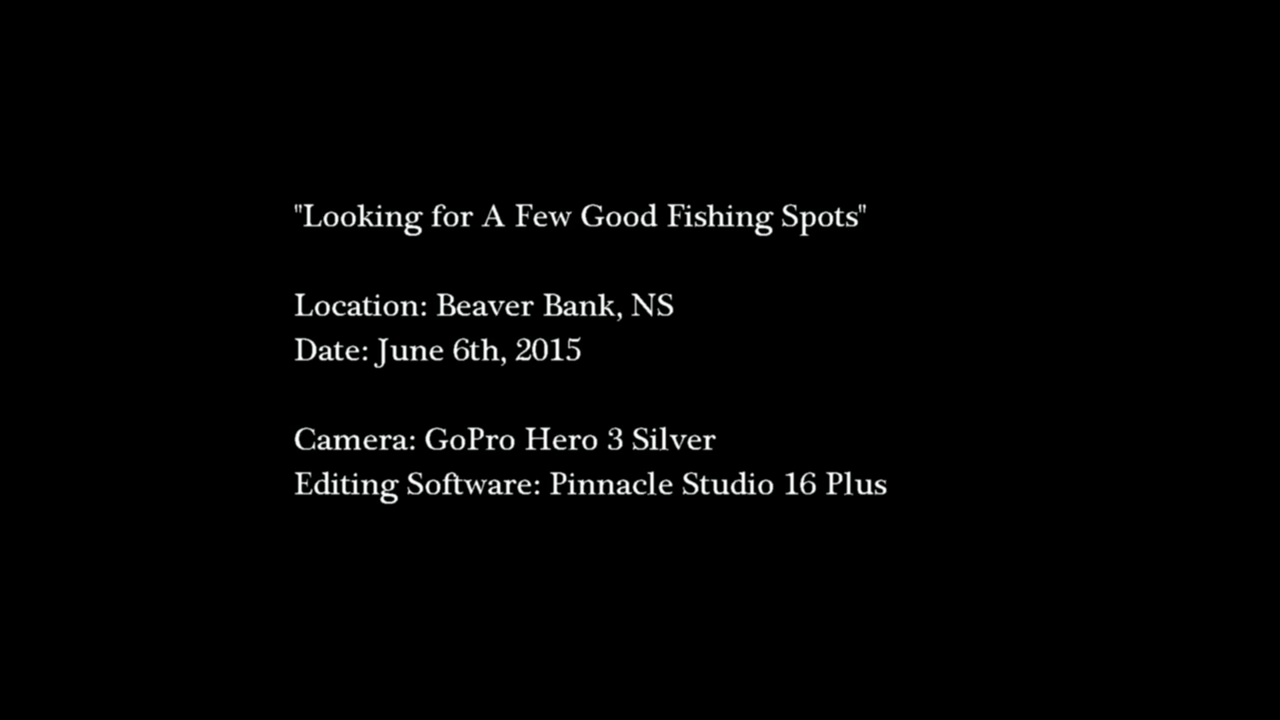 "Looking for A Few Good Fishing Spots"
Location: Beaver Bank, NS
Date: June 6th, 2015
Camera: GoPro Hero 3 Silver
Editing Software: Pinnacle Studio 16 Plus